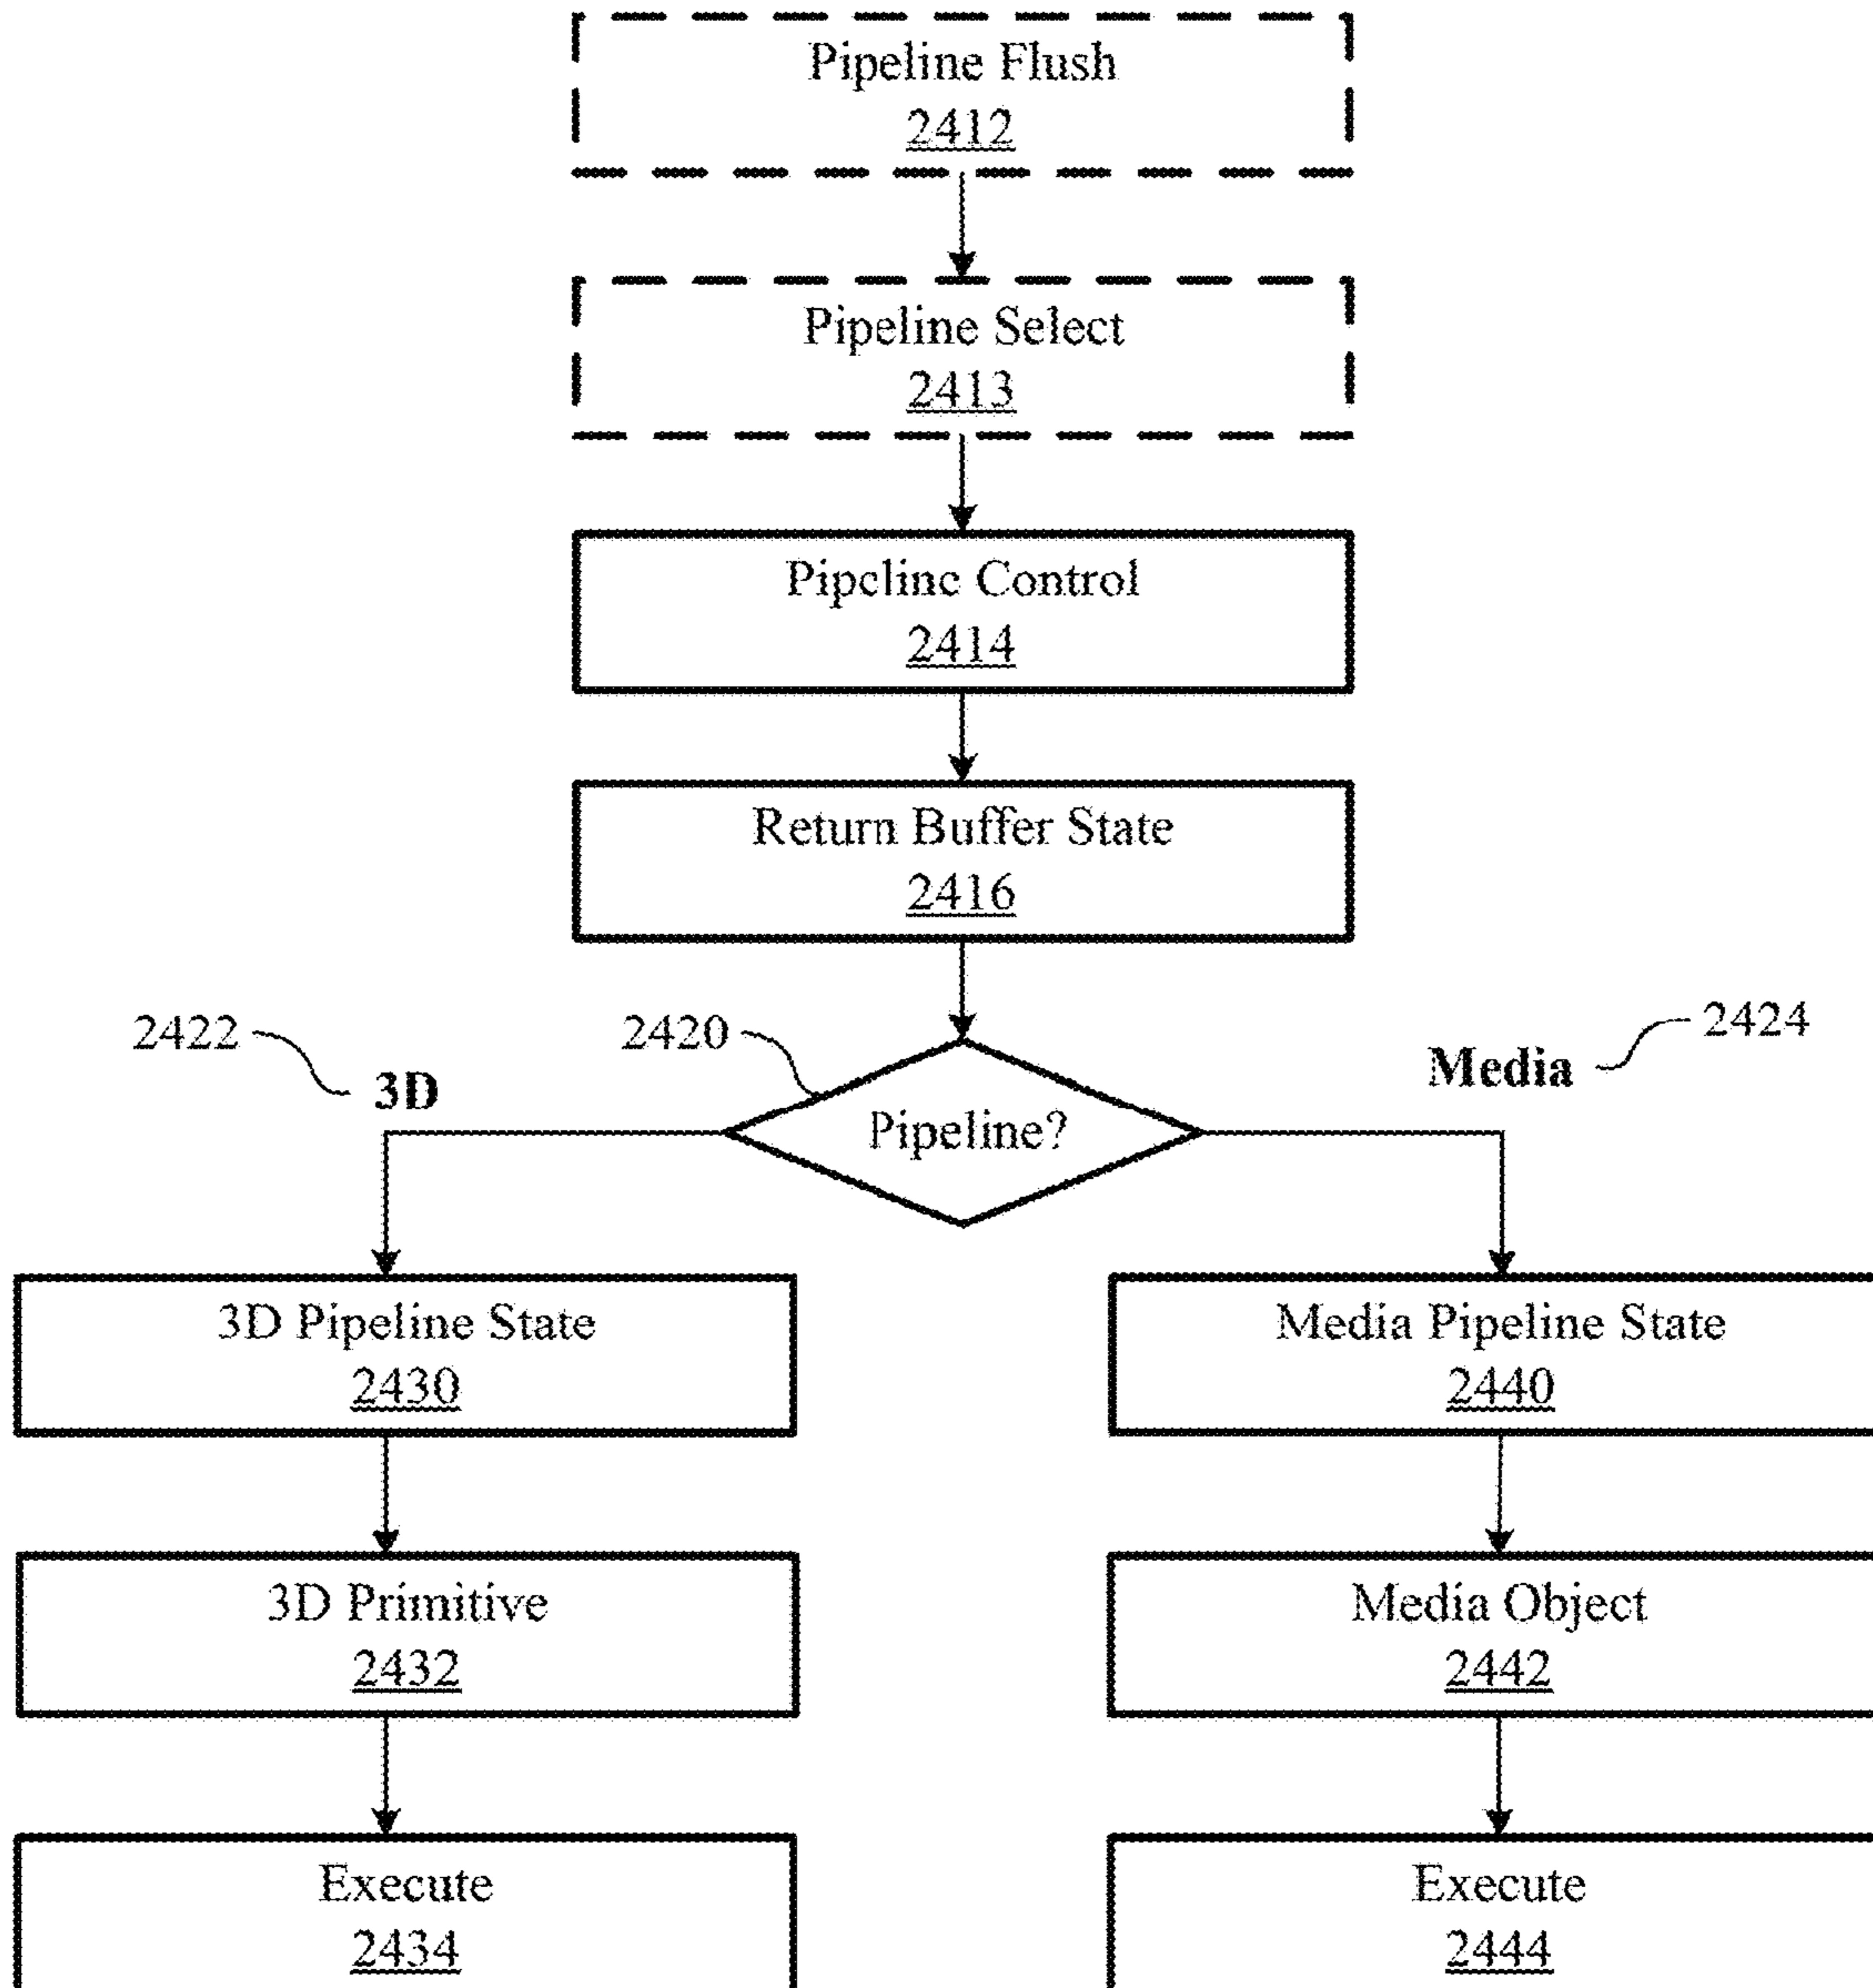 Pipeline Flush
2412
Pipeline Select
2413
Pipeline Control
2414
Return Buffer State
2416
2422
3D
2420
Pipeline?
Media
2424
3D Pipeline State
2430
Media Pipeline State
2440
3D Primitive
2432
Media Object
2442
Execute
2434
Execute
2444